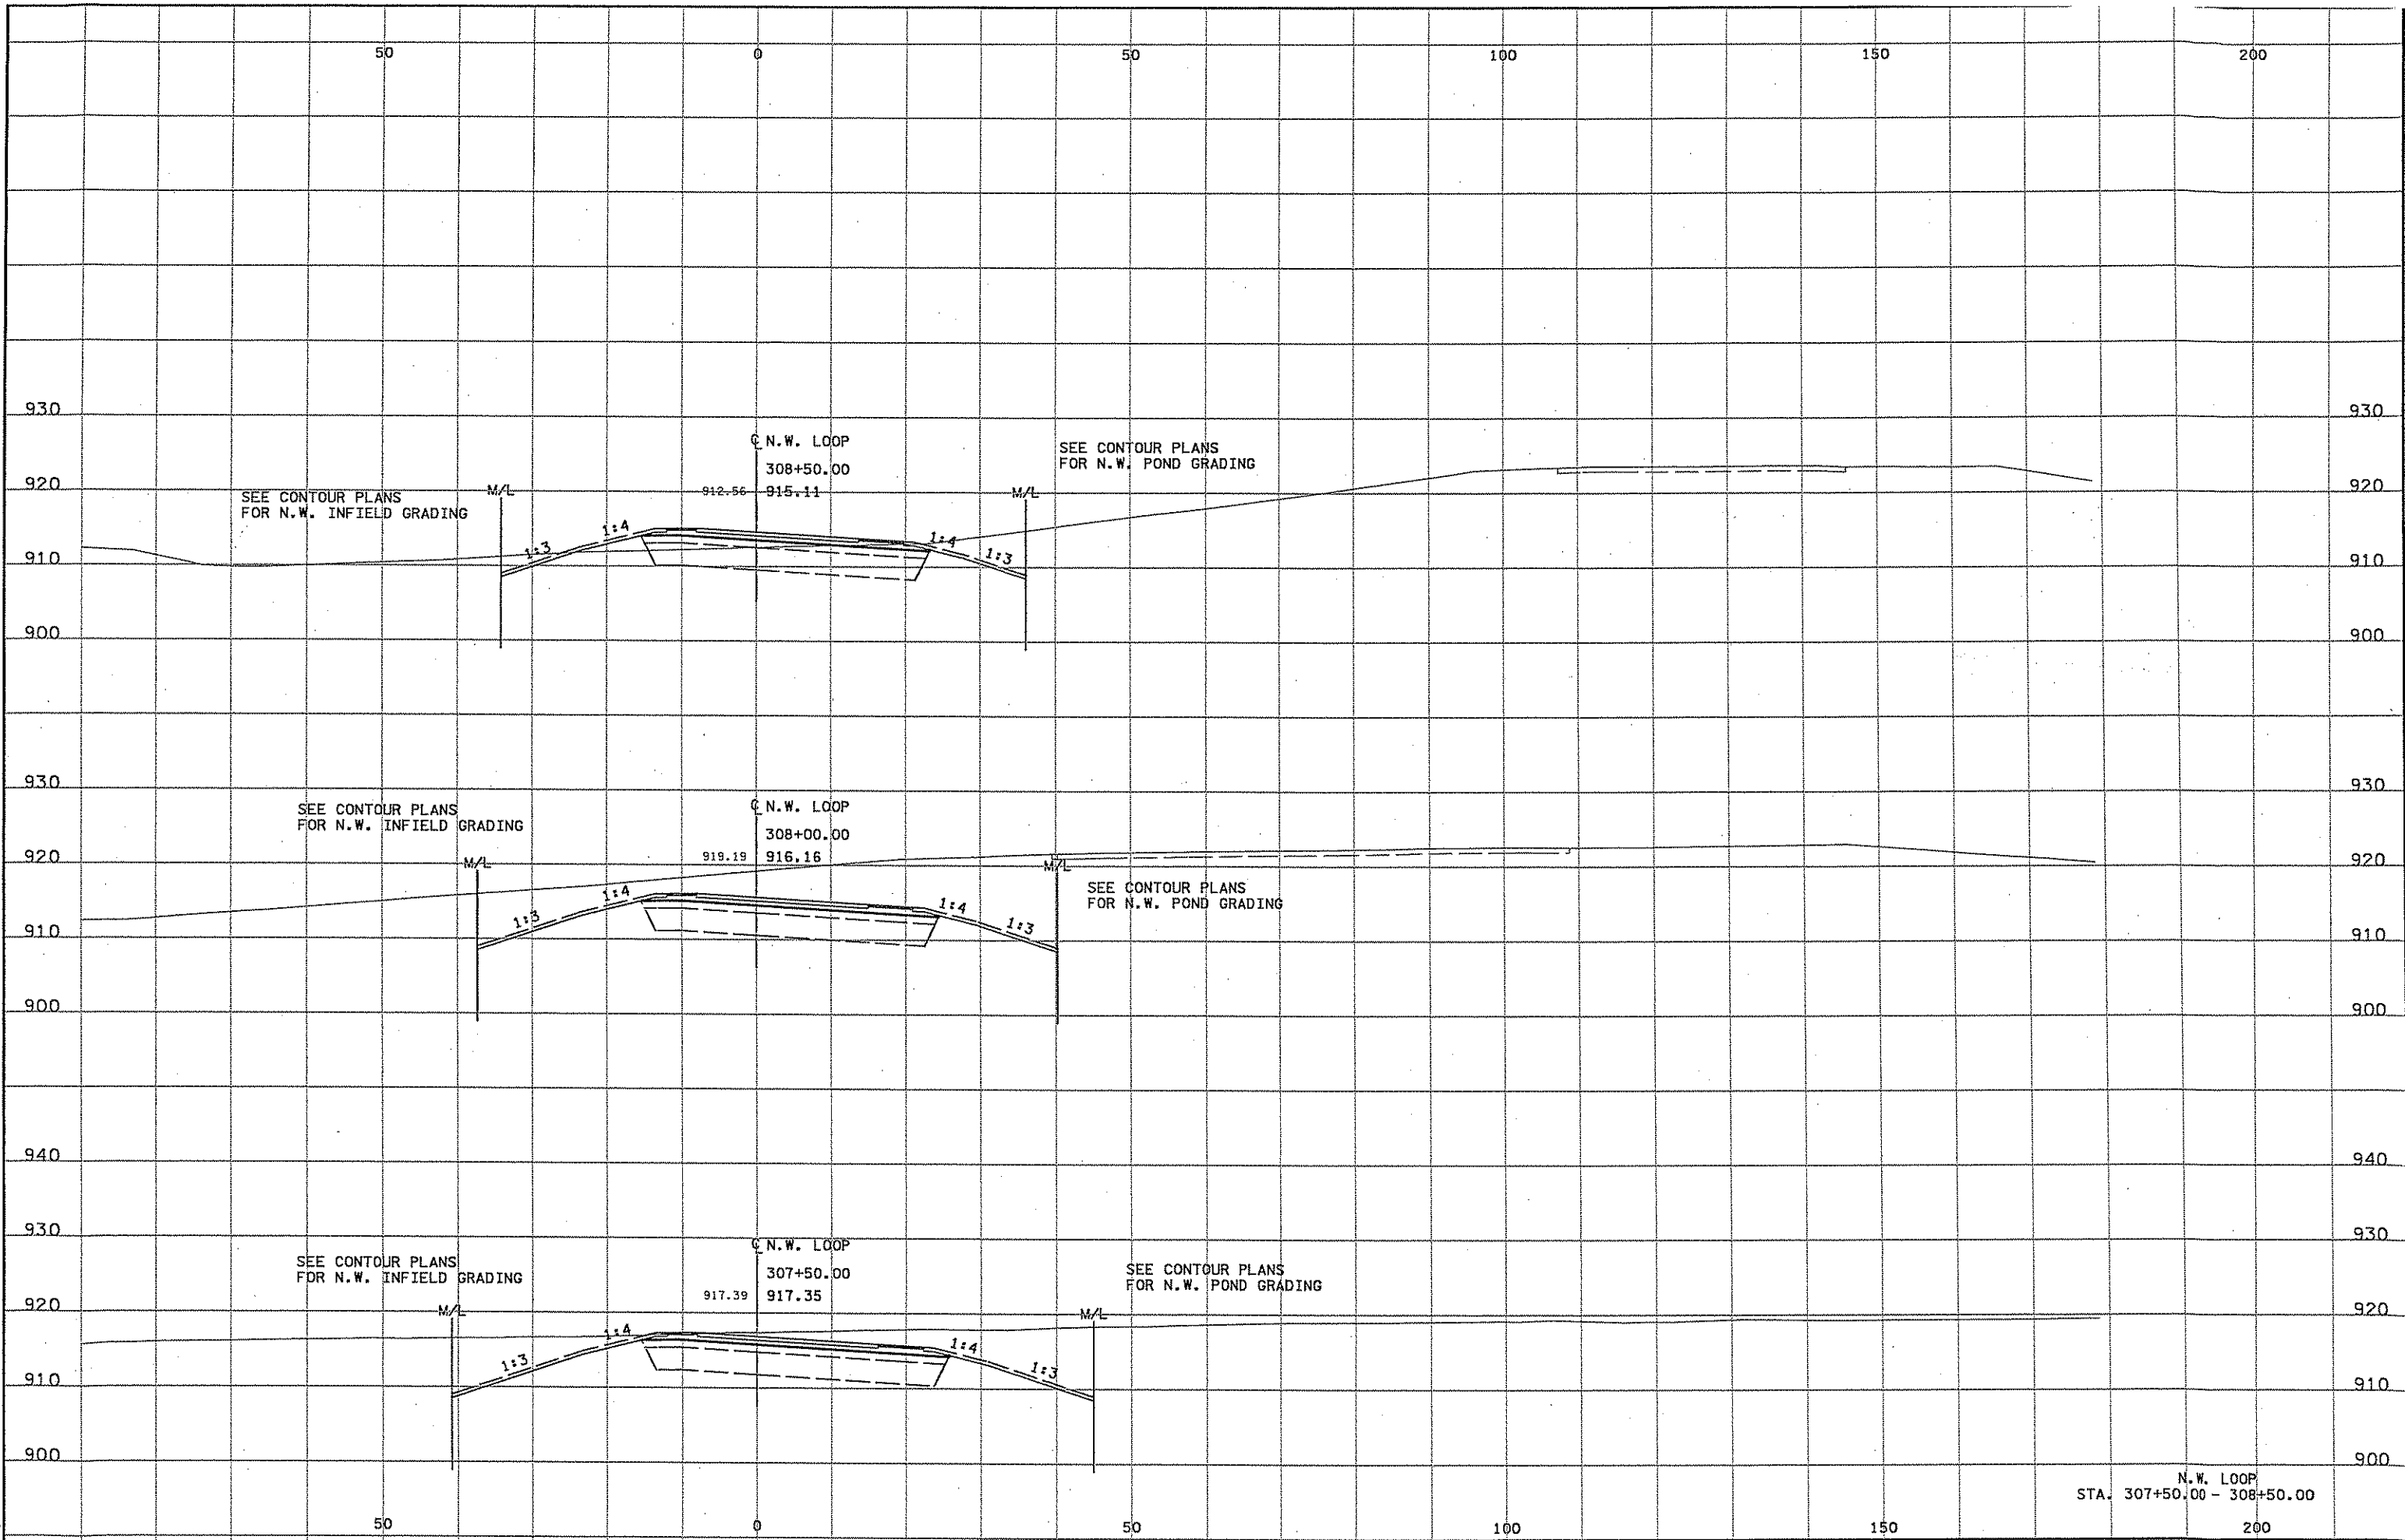 50 0 50 100 150 200
930 930
℄ N.W. LOOP
308+50.00
912.56 915.11
SEE CONTOUR PLANS
FOR N.W. POND GRADING
SEE CONTOUR PLANS
FOR N.W. INFIELD GRADING
920 M/L M/L 920
1:4 1:4
1:3 1:3
910 910
900 900
930 930
SEE CONTOUR PLANS
FOR N.W. INFIELD GRADING
℄ N.W. LOOP
308+00.00
919.19 916.16
920 M/L M/L 920
SEE CONTOUR PLANS
FOR N.W. POND GRADING
1:4 1:4
1:3 1:3
910 910
900 900
940 940
930 930
℄ N.W. LOOP
307+50.00
917.39 917.35
SEE CONTOUR PLANS
FOR N.W. INFIELD GRADING
SEE CONTOUR PLANS
FOR N.W. POND GRADING
920 M/L M/L 920
1:4 1:4
1:3 1:3
910 910
900 900
N.W. LOOP
STA. 307+50.00 - 308+50.00
50 0 50 100 150 200